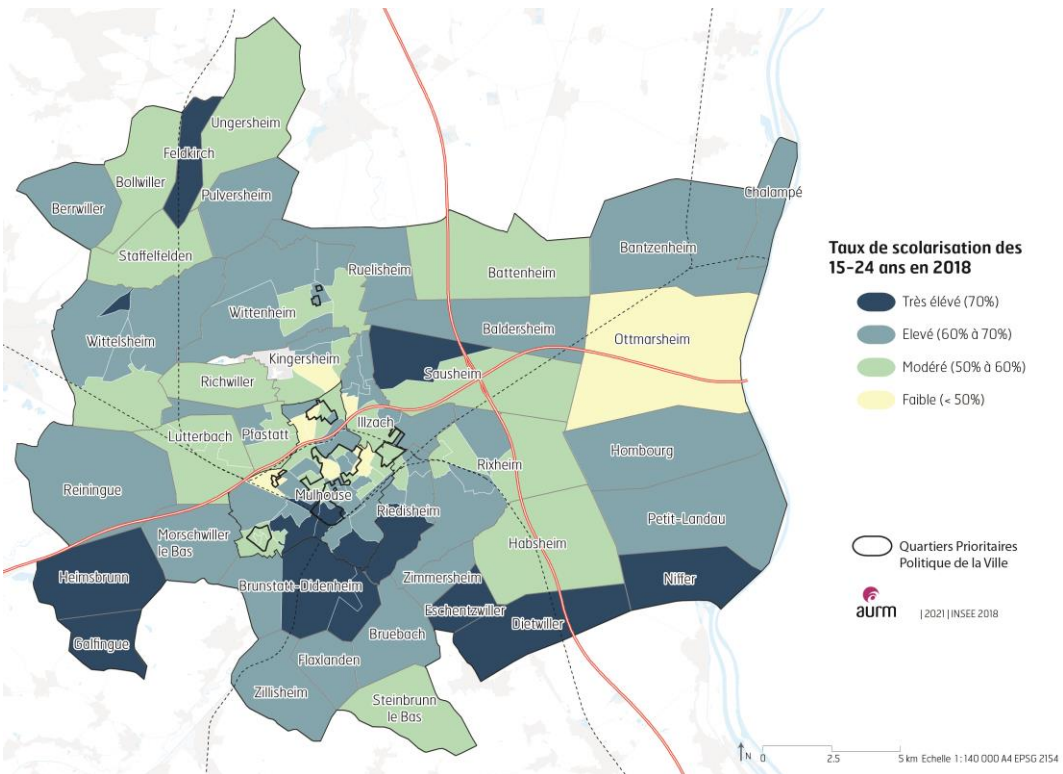 Ungersheim
Feldkirch
Bollwiller
Pulversheim
Berrwiller
Chalampé
Staffelfelden
Bantzenheim
Ruelisheim
Battenheim
Wittenheim
Wittelsheim
Baldersheim
Ottmarsheim
Kingersheim
Sausheim
Richwiller
Illzach
Lutterbach
Pfastatt
Hombourg
Rixheim
Reiningue
Mulhouse
Riedisheim
Petit-Landau
Morschwiller
le Bas
Habsheim
Heimsbrunn
Brunstatt-Didenheim
Zimmersheim
Niffer
Eschentzwiller
Dietwiller
Galfingue
Bruebach
Flaxlanden
Zillisheim
Steinbrunn
le Bas
Taux de scolarisation des
15-24 ans en 2018
Très élévé (70%)
Elevé (60% à 70%)
Modéré (50% à 60%)
Faible (< 50%)
Quartiers Prioritaires
Politique de la Ville
aurm | 2021 | INSEE 2018
N 0 2.5 5 km Echelle 1 : 140 000 A4 EPSG 2154